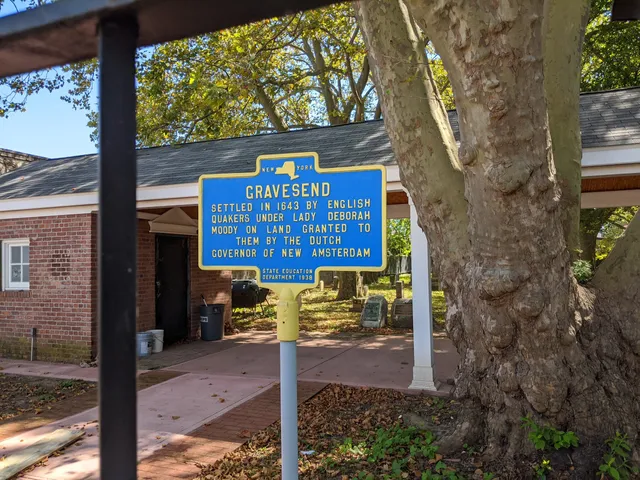 NEW YORK
GRAVESEND
SETTLED IN 1643 BY ENGLISH
QUAKERS UNDER LADY DEBORAH
MOODY ON LAND GRANTED TO
THEM BY THE DUTCH
GOVERNOR OF NEW AMSTERDAM
STATE EDUCATION
DEPARTMENT 1938